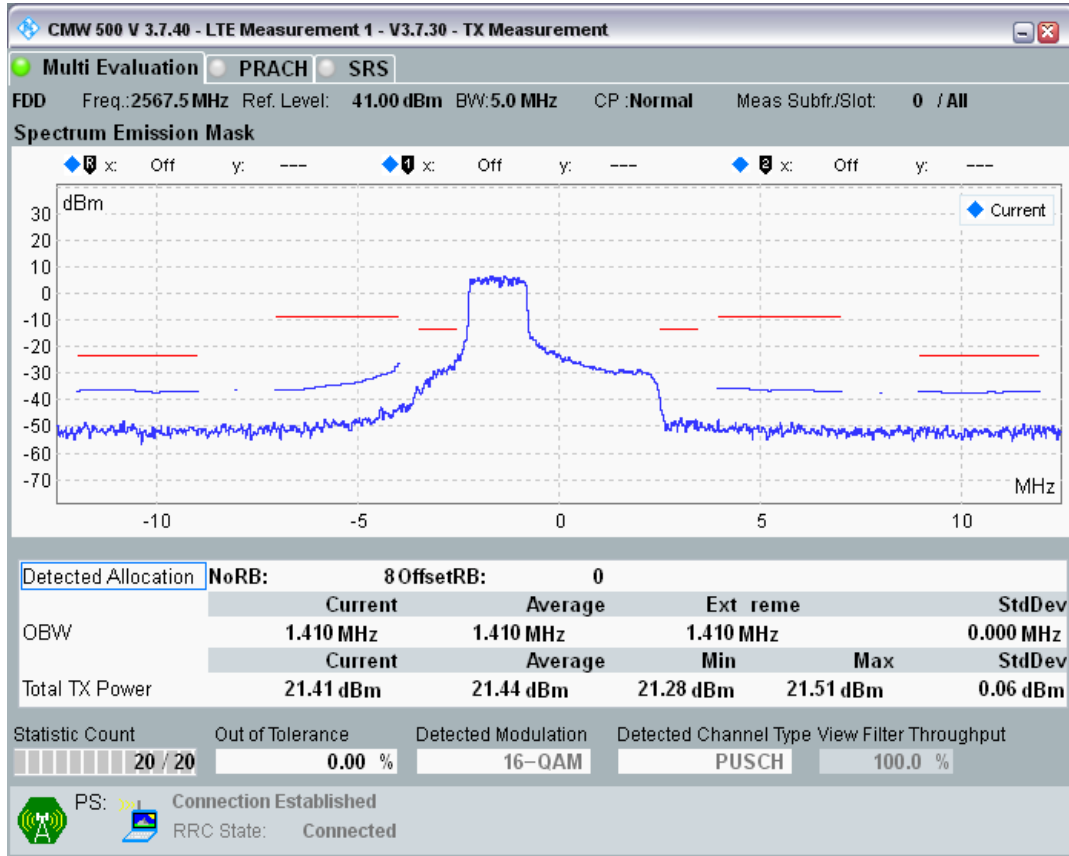 CMW 500 V 3.7.40 - LTE Measurement 1 - V3.7.30 - TX Measurement
Multi Evaluation PRACH SRS
FDD Freq.:2567.5 MHz Ref. Level: 41.00 dBm BW:5.0 MHz CP :Normal Meas Subfr./Slot: 0 / All
Spectrum Emission Mask
R x: Off y: --- 1 x: Off y: --- 2 x: Off y: ---
dBm
Current
30
20
10
0
-10
-20
-30
-40
-50
-60
-70
MHz
-10 -5 0 5 10
Detected Allocation NoRB: 8 OffsetRB: 0
Current Average Ext reme StdDev
OBW 1.410 MHz 1.410 MHz 1.410 MHz 0.000 MHz
Current Average Min Max StdDev
Total TX Power 21.41 dBm 21.44 dBm 21.28 dBm 21.51 dBm 0.06 dBm
Statistic Count Out of Tolerance Detected Modulation Detected Channel Type View Filter Throughput
20 / 20 0.00 % 16-QAM PUSCH 100.0 %
PS: Connection Established
RRC State: Connected